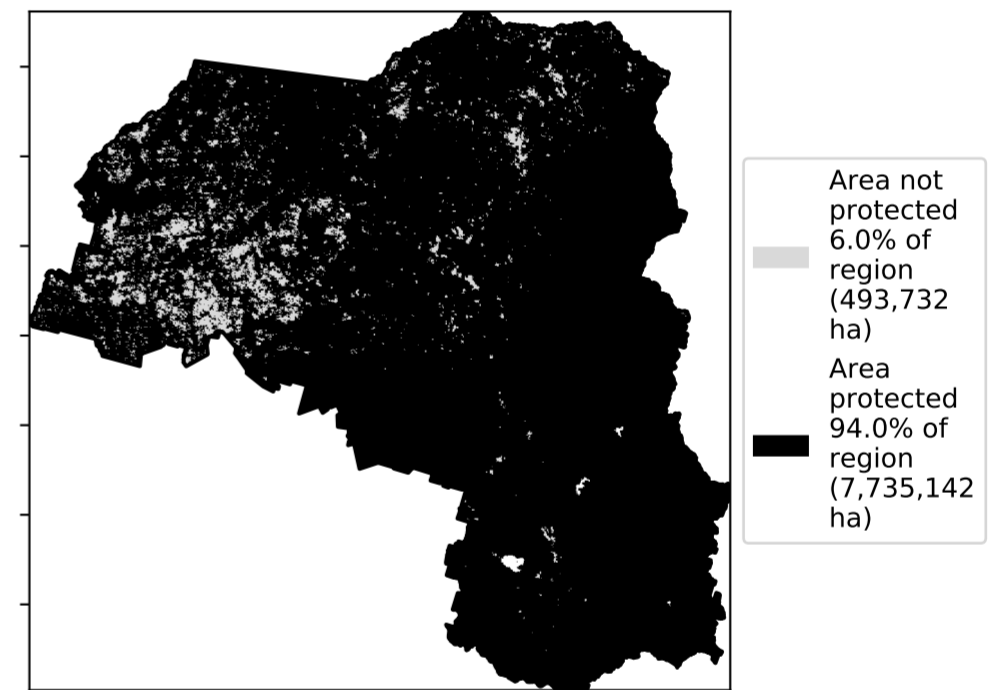 Area not
protected
6.0% of
region
(493,732
ha)
Area
protected
94.0% of
region
(7,735,142
ha)